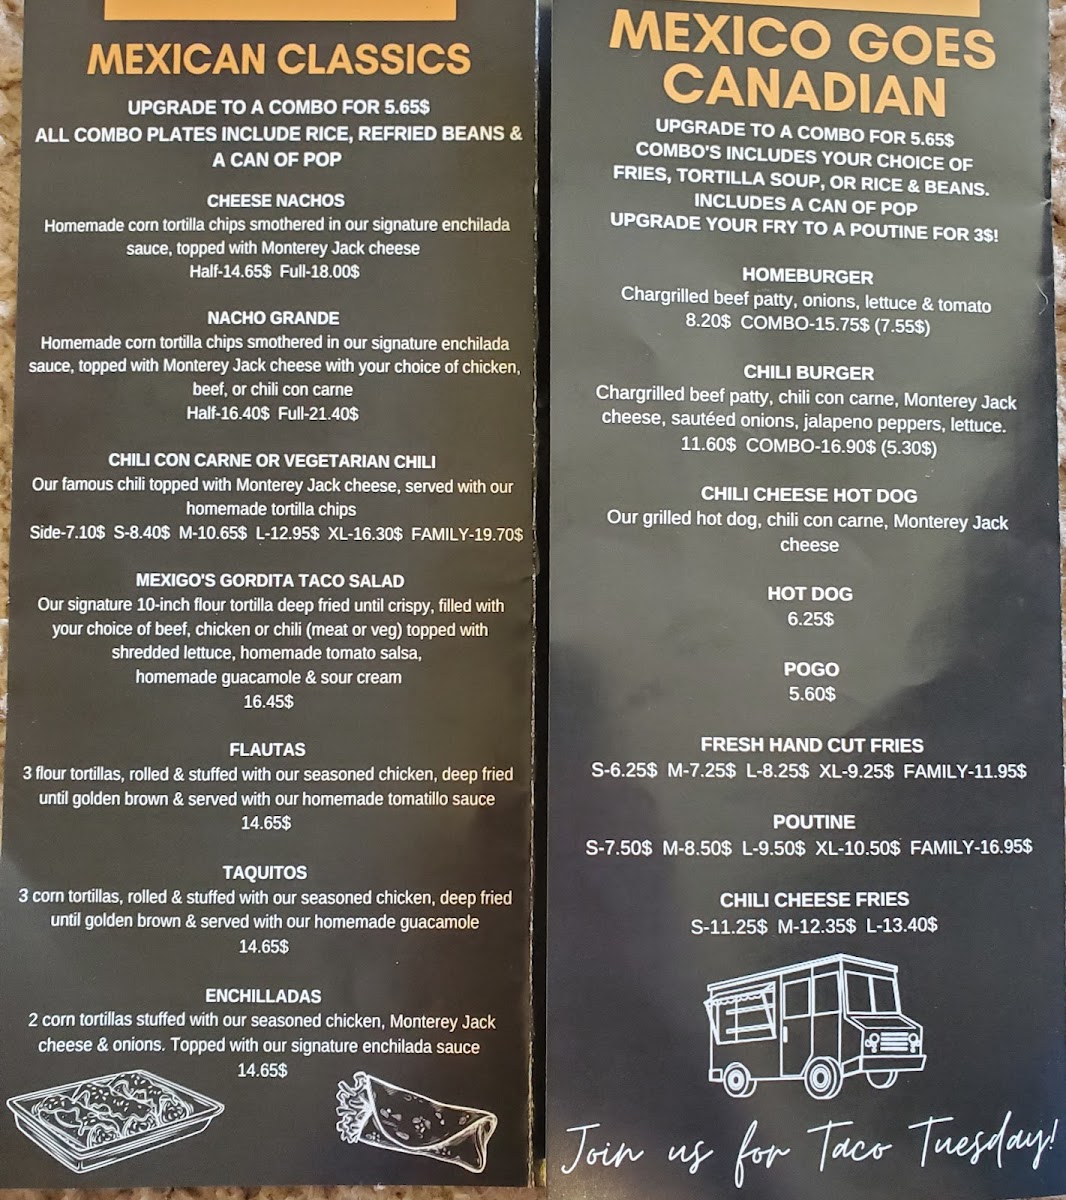 MEXICAN CLASSICS
UPGRADE TO A COMBO FOR 5.65$
ALL COMBO PLATES INCLUDE RICE, REFRIED BEANS &
A CAN OF POP
CHEESE NACHOS
Homemade corn tortilla chips smothered in our signature enchilada
sauce, topped with Monterey Jack cheese
Half-14.65$ Full-18.00$
NACHO GRANDE
Homemade corn tortilla chips smothered in our signature enchilada
sauce, topped with Monterey Jack cheese with your choice of chicken,
beef, or chili con carne
Half-16.40$ Full-21.40$
CHILI CON CARNE OR VEGETARIAN CHILI
Our famous chili topped with Monterey Jack cheese, served with our
homemade tortilla chips
Side-7.10$ S-8.40$ M-10.65$ L-12.95$ XL-16.30$ FAMILY-19.70$
MEXIGO'S GORDITA TACO SALAD
Our signature 10-inch flour tortilla deep fried until crispy, filled with
your choice of beef, chicken or chili (meat or veg) topped with
shredded lettuce, homemade tomato salsa,
homemade guacamole & sour cream
16.45$
FLAUTAS
3 flour tortillas, rolled & stuffed with our seasoned chicken, deep fried
until golden brown & served with our homemade tomatillo sauce
14.65$
TAQUITOS
3 corn tortillas, rolled & stuffed with our seasoned chicken, deep fried
until golden brown & served with our homemade guacamole
14.65$
ENCHILLADAS
2 corn tortillas stuffed with our seasoned chicken, Monterey Jack
cheese & onions. Topped with our signature enchilada sauce
14.65$
MEXICO GOES
CANADIAN
UPGRADE TO A COMBO FOR 5.65$
COMBO'S INCLUDES YOUR CHOICE OF
FRIES, TORTILLA SOUP, OR RICE & BEANS.
INCLUDES A CAN OF POP
UPGRADE YOUR FRY TO A POUTINE FOR 3$!
HOMEBURGER
Chargrilled beef patty, onions, lettuce & tomato
8.20$ COMBO-15.75$ (7.55$)
CHILI BURGER
Chargrilled beef patty, chili con carne, Monterey Jack
cheese, sautéed onions, jalapeno peppers, lettuce.
11.60$ COMBO-16.90$ (5.30$)
CHILI CHEESE HOT DOG
Our grilled hot dog, chili con carne, Monterey Jack
cheese
HOT DOG
6.25$
POGO
5.60$
FRESH HAND CUT FRIES
S-6.25$ M-7.25$ L-8.25$ XL-9.25$ FAMILY-11.95$
POUTINE
S-7.50$ M-8.50$ L-9.50$ XL-10.50$ FAMILY-16.95$
CHILI CHEESE FRIES
S-11.25$ M-12.35$ L-13.40$
Join us for Taco Tuesday!